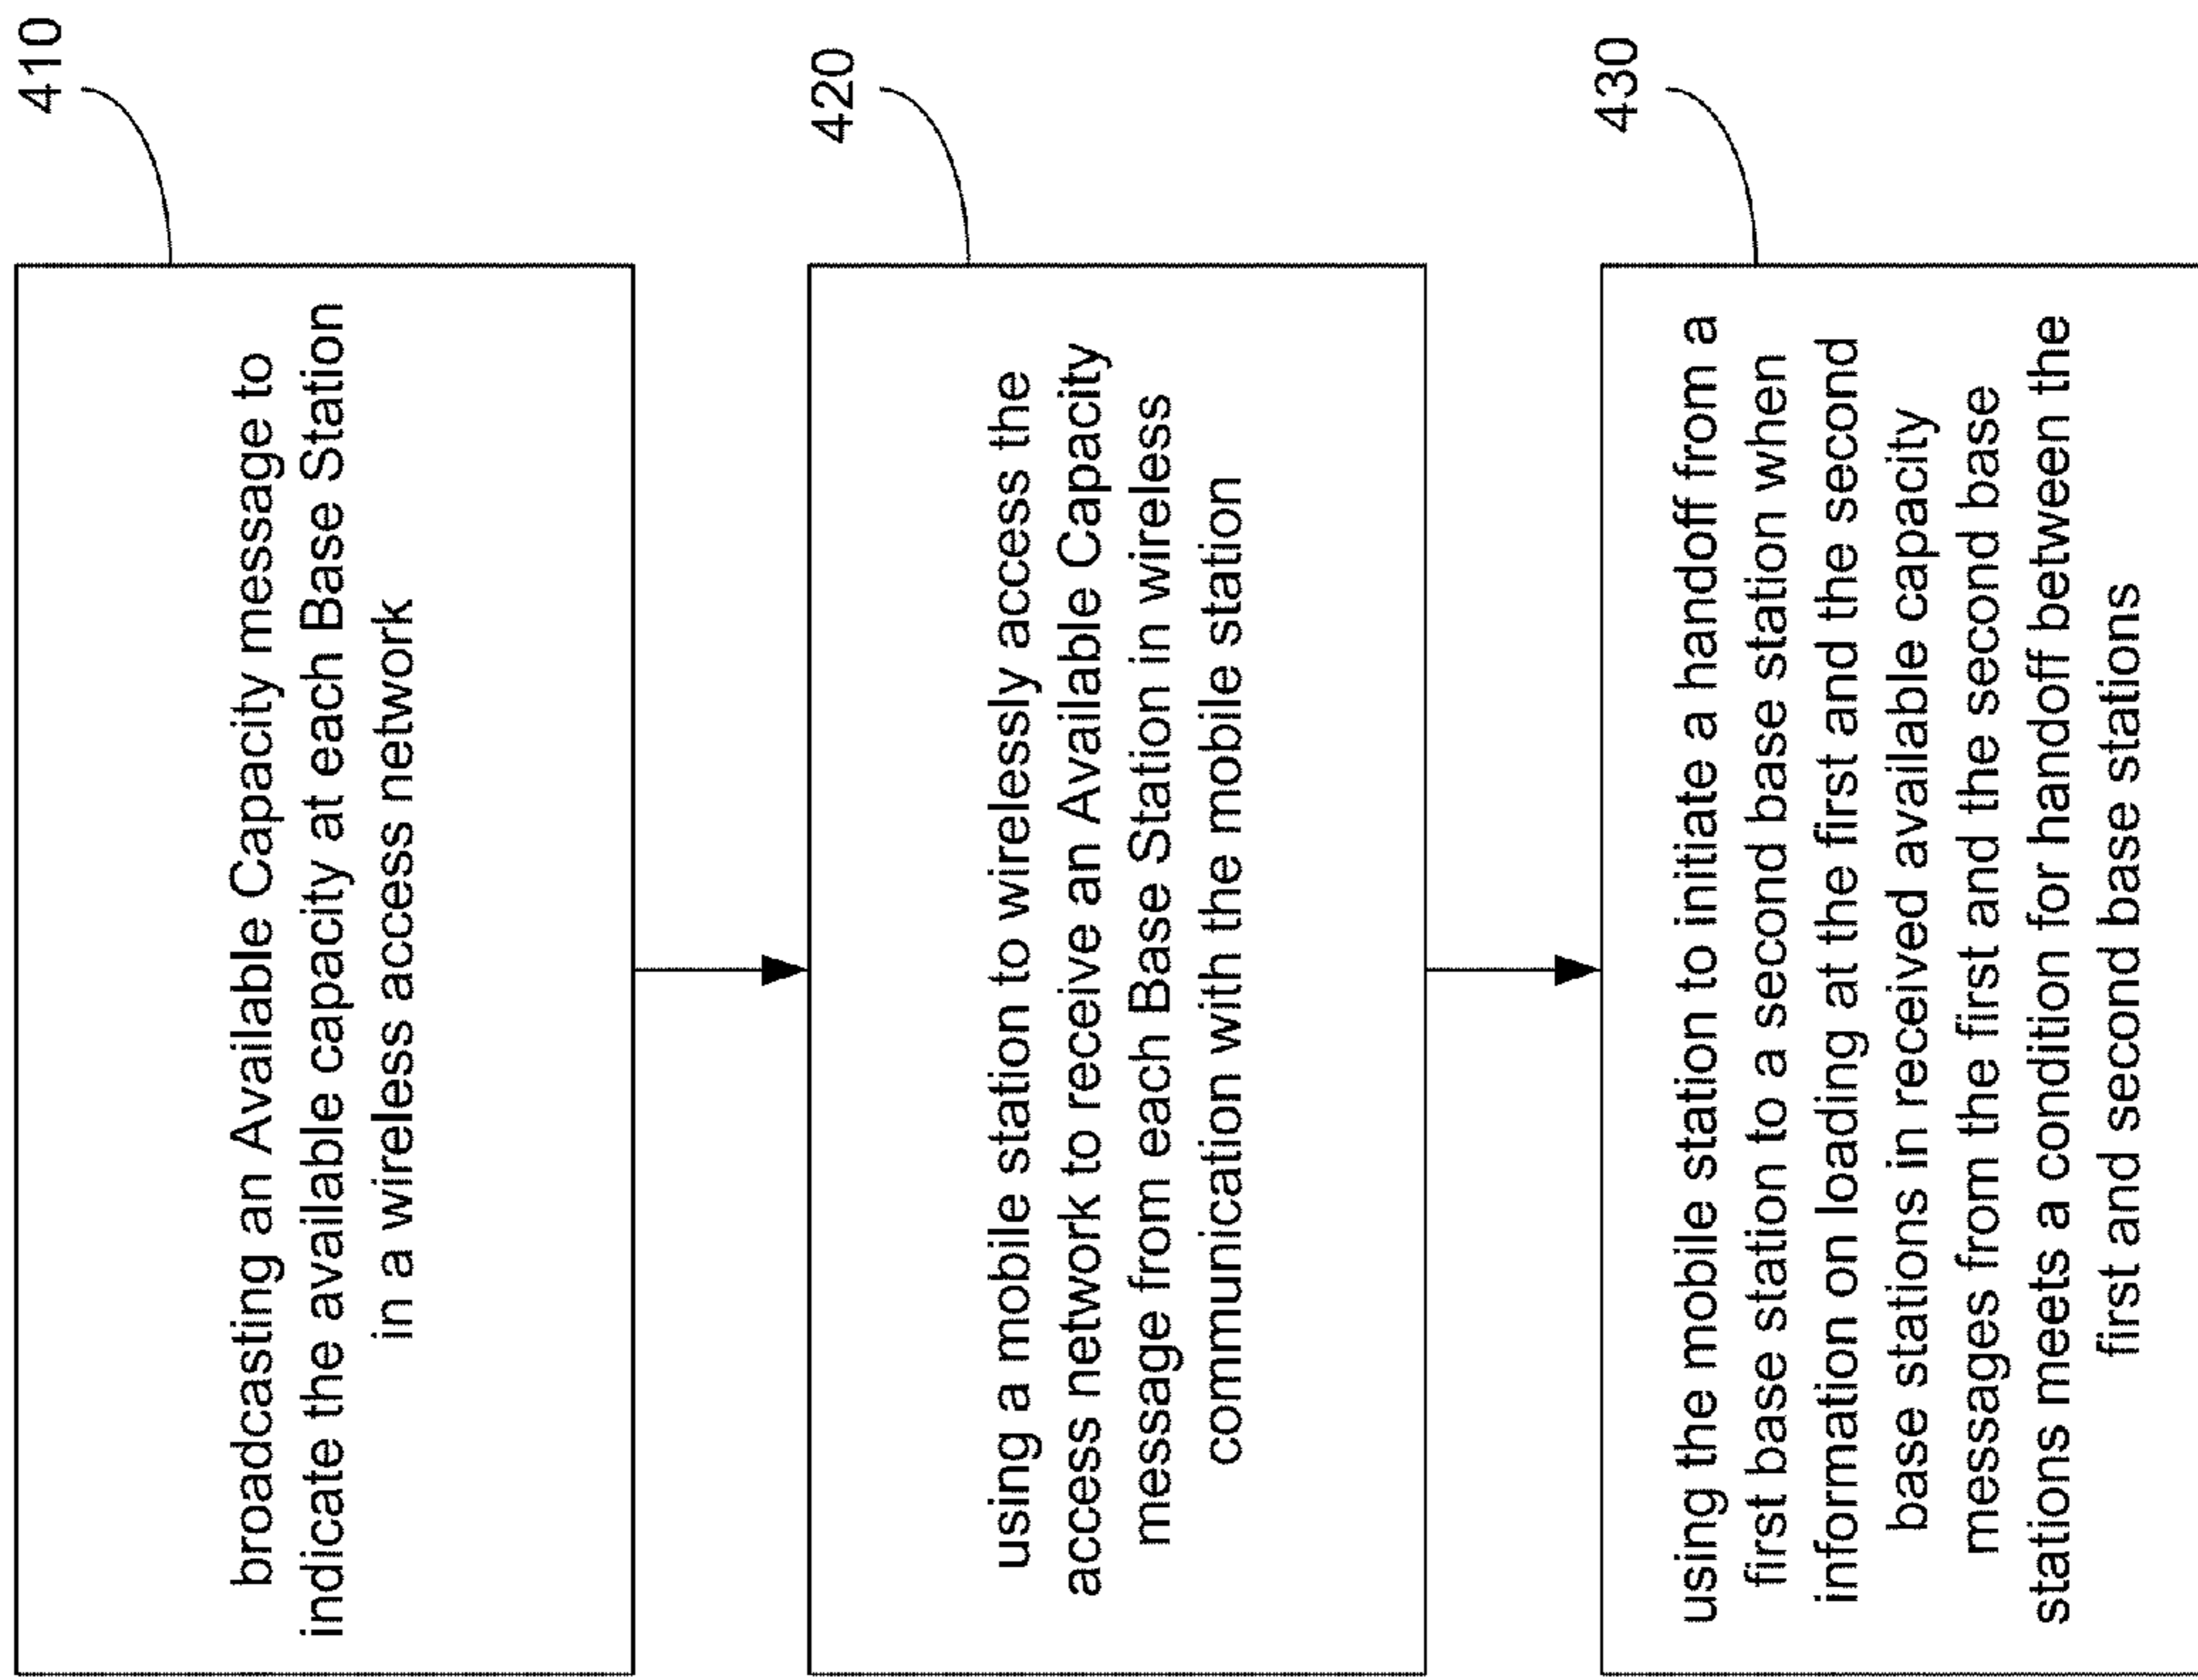 410
broadcasting an Available Capacity message to
indicate the available capacity at each Base Station
in a wireless access network
420
using a mobile station to wirelessly access the
access network to receive an Available Capacity
message from each Base Station in wireless
communication with the mobile station
430
using the mobile station to initiate a handoff from a
first base station to a second base station when
information on loading at the first and the second
base stations in received available capacity
messages from the first and the second base
stations meets a condition for handoff between the
first and second base stations